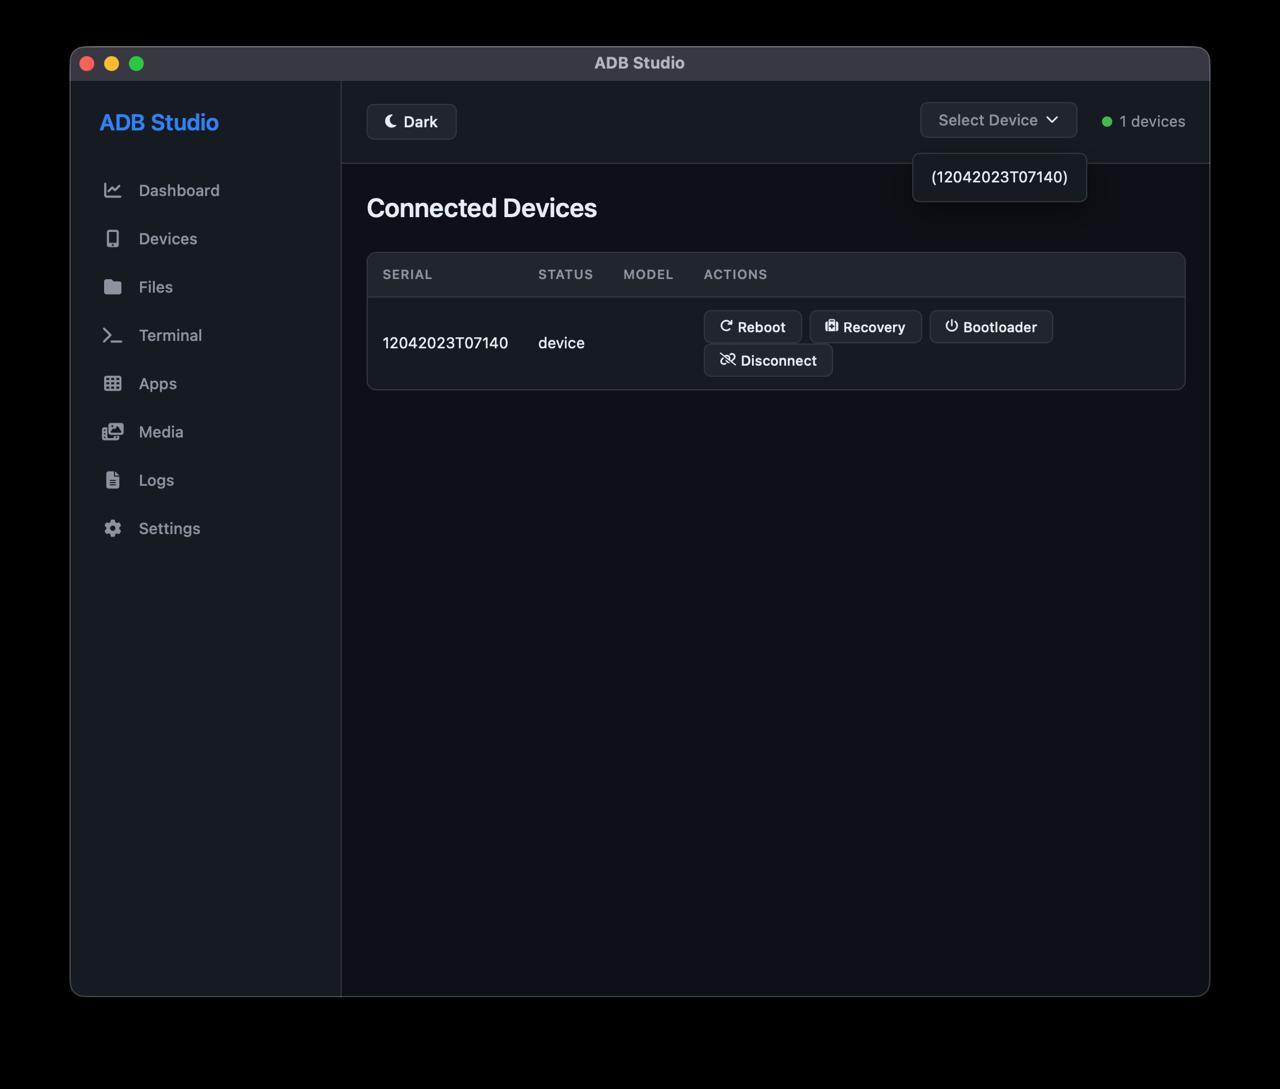 ADB Studio
ADB Studio
Dark
Select Device
1 devices
(12042023T07140)
Dashboard
Devices
Files
Terminal
Apps
Media
Logs
Settings
Connected Devices
SERIAL STATUS MODEL ACTIONS
12042023T07140 device
Reboot Recovery Bootloader
Disconnect